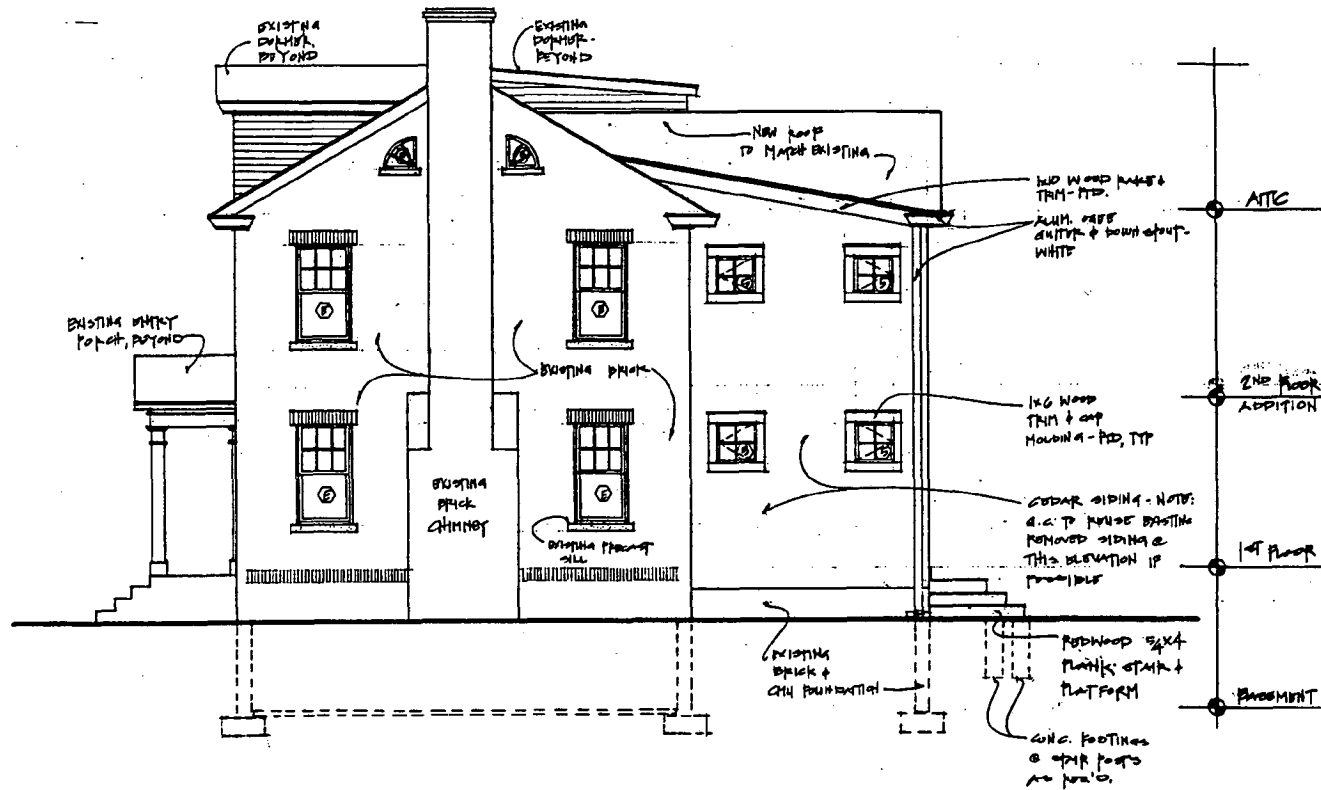 EXISTING
DORMER
BEYOND
EXISTING
DORMER-
BEYOND
NEW ROOF
TO MATCH EXISTING
WOOD RAKE &
TRIM-PTD.
ALUM. OGEE
GUTTER & DOWNSPOUT-
WHITE
ATTIC
EXISTING ENTRY
PORCH, BEYOND
EXISTING BRICK
2ND FLOOR
ADDITION
1X6 WOOD
TRIM & CAP
MOLDING-PTD, TYP
EXISTING
BRICK
CHIMNEY
EXISTING PRECAST
SILL
CEDAR SIDING - NOTE:
G.C. TO REUSE EXISTING
REMOVED SIDING @
THIS ELEVATION IF
POSSIBLE
1ST FLOOR
EXISTING
BRICK &
CMU FOUNDATION
REDWOOD 5/4X4
PLANK STAIR &
PLATFORM
BASEMENT
CONC. FOOTINGS
@ STAIR POSTS
AS REQ'D.